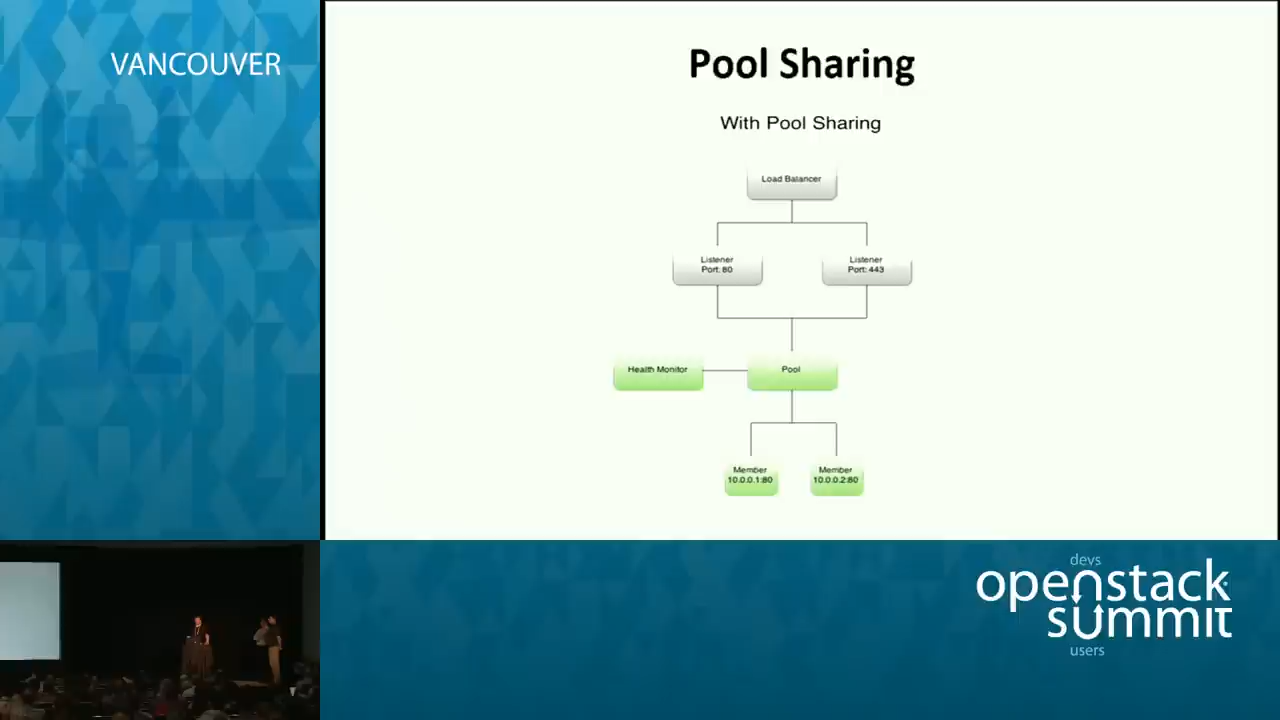 VANCOUVER
Pool Sharing
With Pool Sharing
Load Balancer
Listener
Port: 80
Listener
Port: 443
Health Monitor
Pool
Member
10.0.0.1:80
Member
10.0.0.2:80
devs
openstack
summit
users